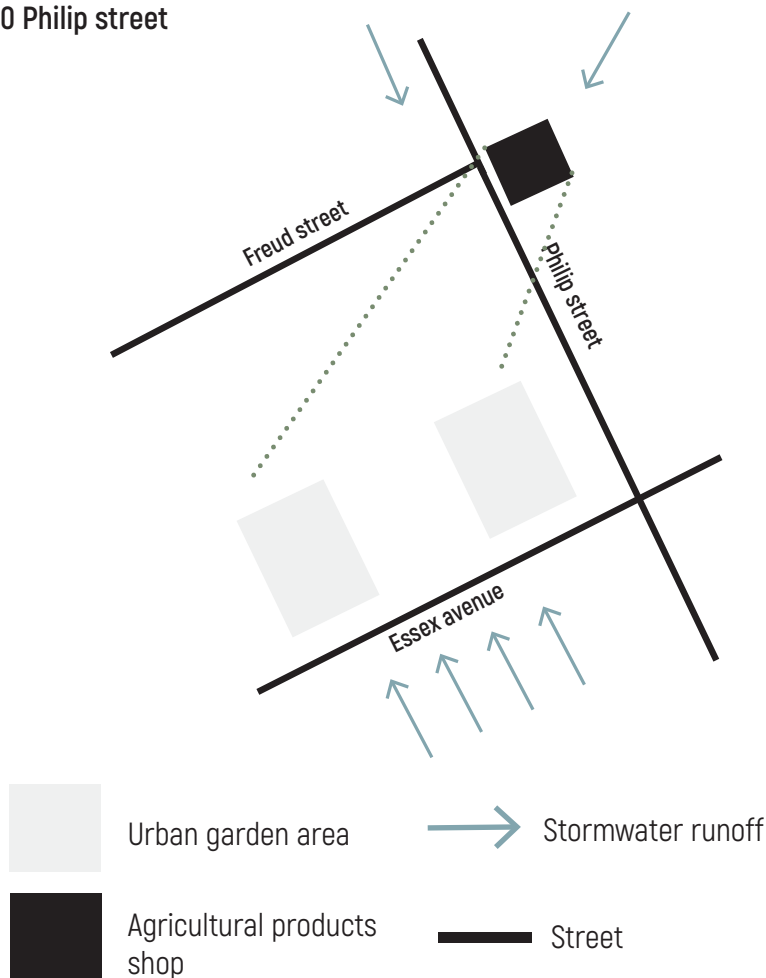 0 Philip street
Freud street
Philip street
Essex avenue
Urban garden area
Stormwater runoff
Agricultural products
shop
Street